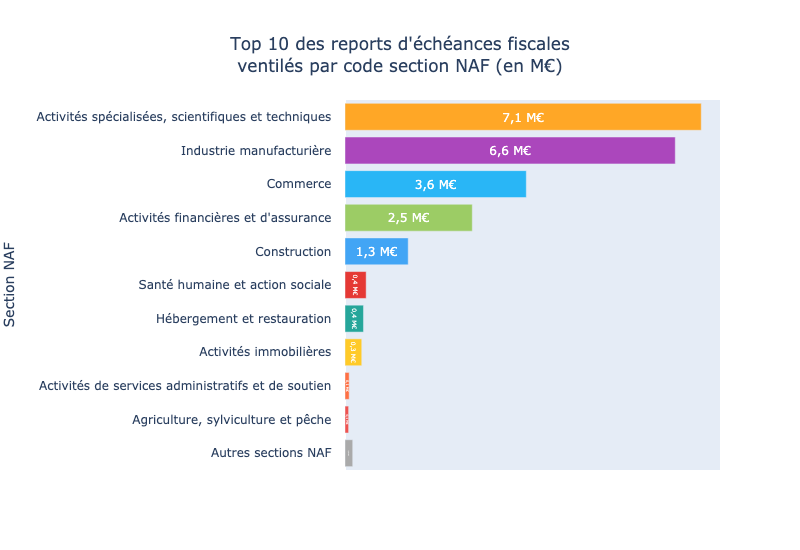 Top 10 des reports d'échéances fiscales
ventilés par code section NAF (en M€)
Section NAF
Activités spécialisées, scientifiques et techniques
7,1 M€
Industrie manufacturière
6,6 M€
Commerce
3,6 M€
Activités financières et d'assurance
2,5 M€
Construction
1,3 M€
Santé humaine et action sociale
0,4 M€
Hébergement et restauration
0,4 M€
Activités immobilières
0,3 M€
Activités de services administratifs et de soutien
Agriculture, sylviculture et pêche
Autres sections NAF